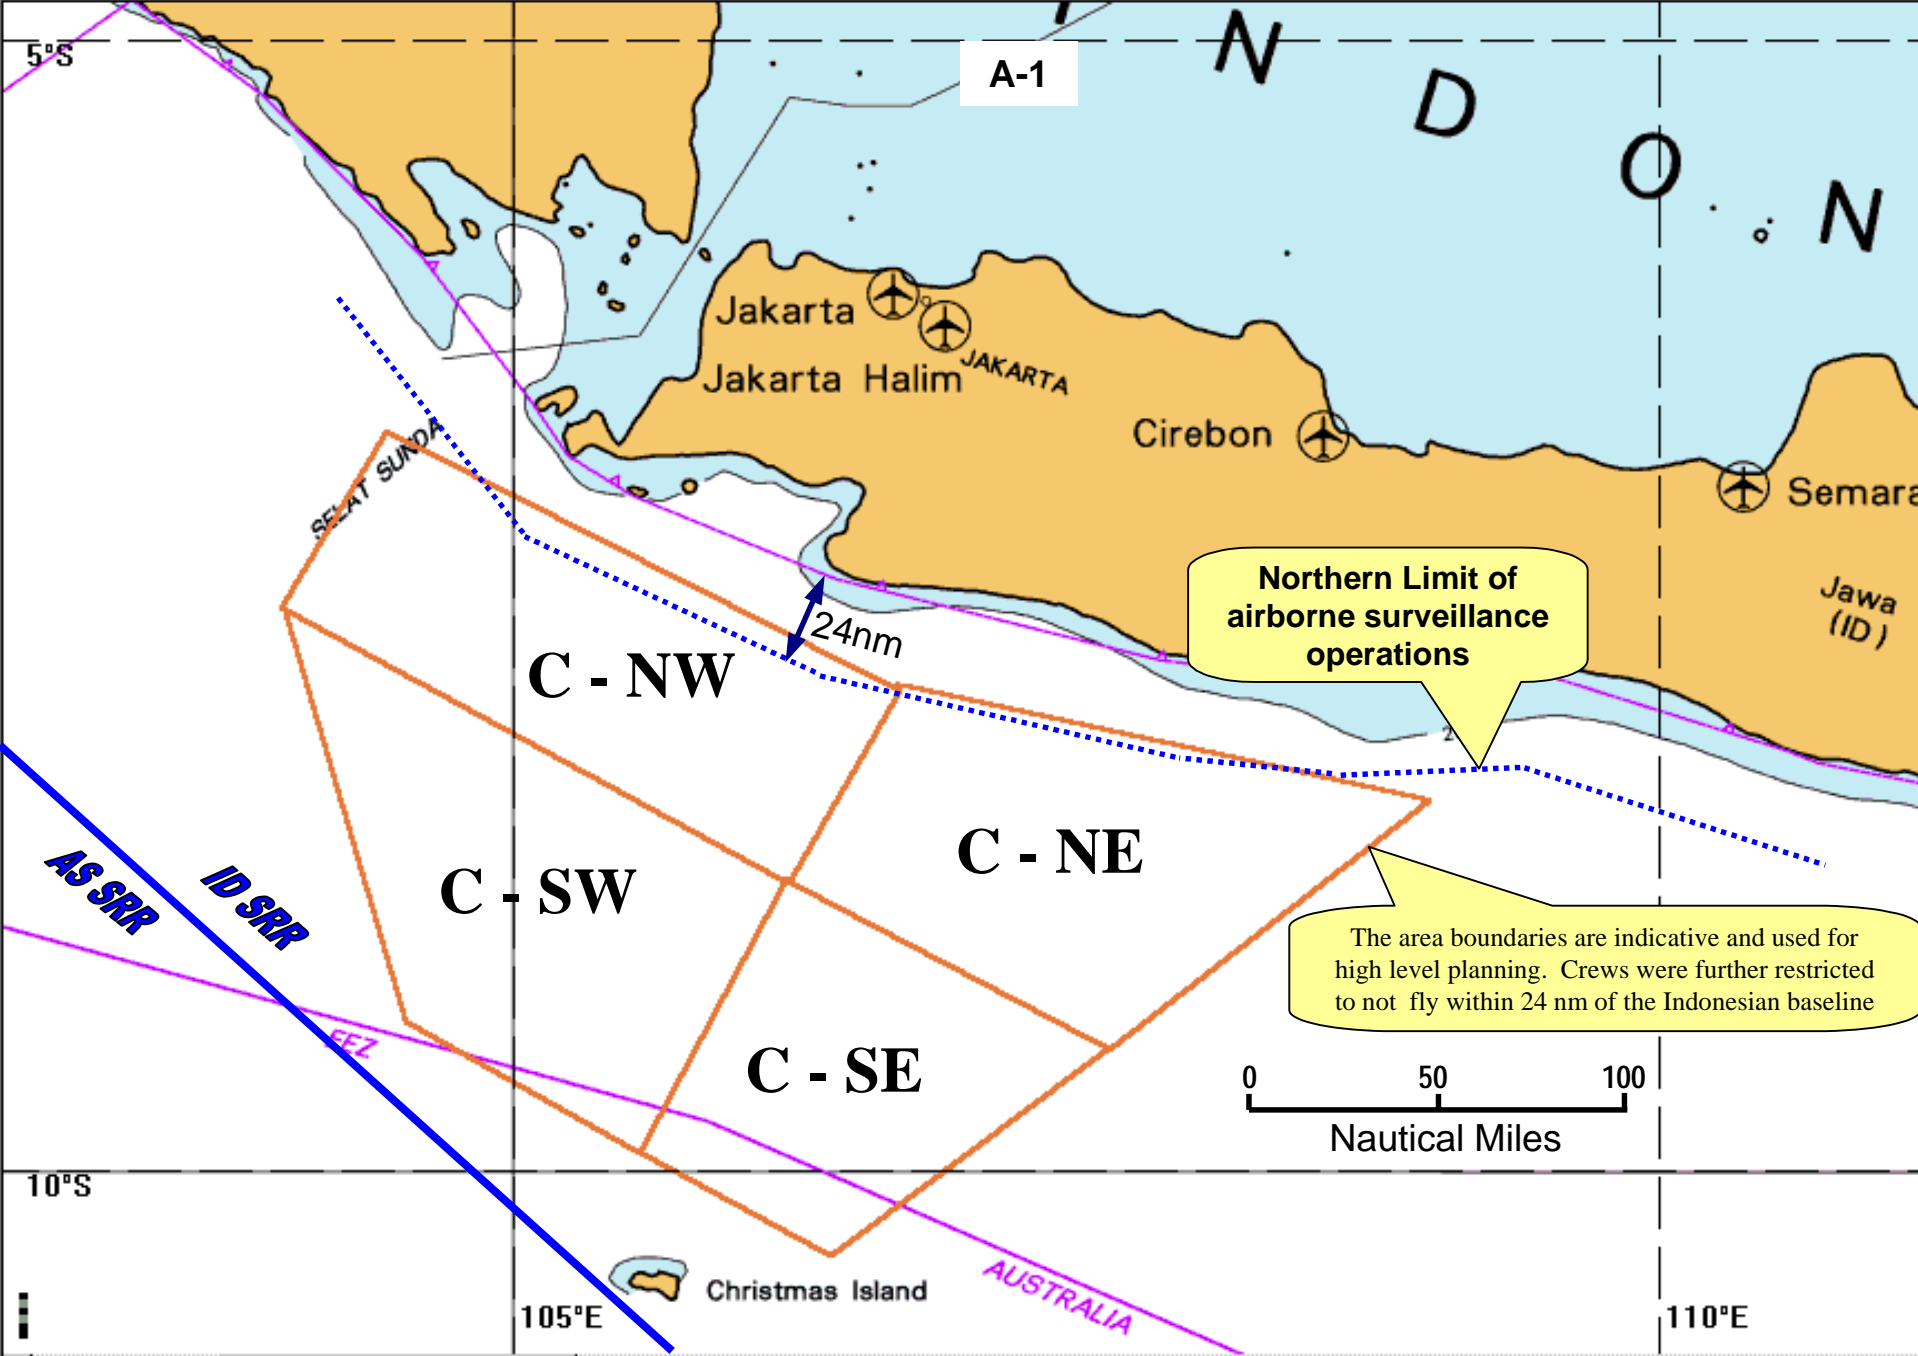 5°S
A-1
I
N
D
O
N
Jakarta
Jakarta Halim
JAKARTA
Cirebon
Semara
Jawa
(ID)
SELAT SUNDA
Northern Limit of
airborne surveillance
operations
24nm
C - NW
2
C - NE
C - SW
AS SRR
ID SRR
The area boundaries are indicative and used for
high level planning. Crews were further restricted
to not fly within 24 nm of the Indonesian baseline
EEZ
C - SE
0 50 100
Nautical Miles
10°S
Christmas Island
AUSTRALIA
105°E
110°E